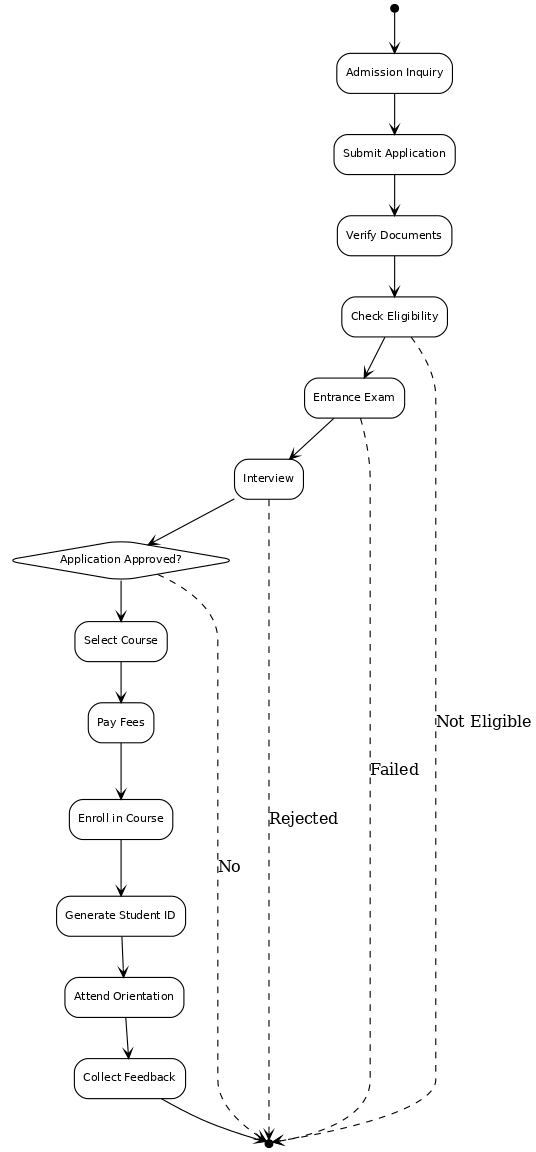 Admission Inquiry
Submit Application
Verify Documents
Check Eligibility
Entrance Exam
Interview
Application Approved?
Select Course
Pay Fees
Not Eligible
Failed
Enroll in Course
Rejected
No
Generate Student ID
Attend Orientation
Collect Feedback